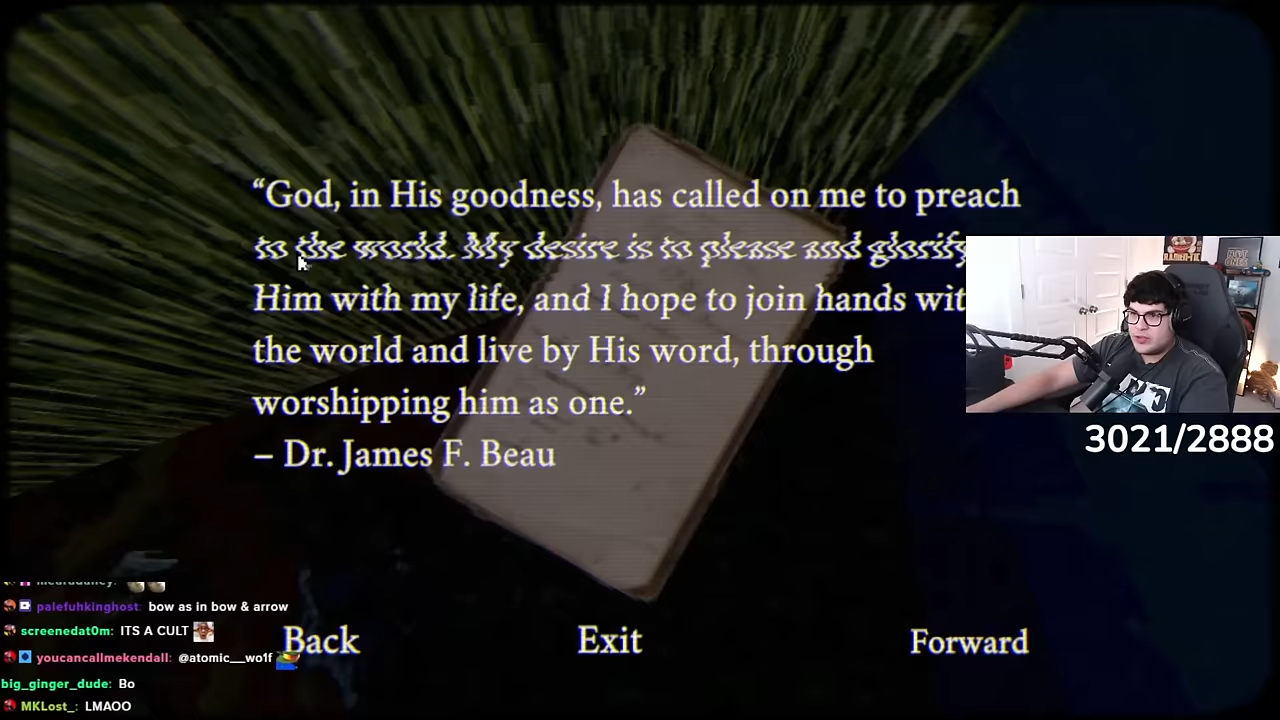 “God, in His goodness, has called on me to preach
to the world. My desire is to please and glorify
Him with my life, and I hope to join hands wit
the world and live by His word, through
worshipping him as one.”
– Dr. James F. Beau
3021/2888
palefuhkinghost: bow as in bow & arrow
screenedat0m: ITS A CULT
youcancallmekendall: @atomic__wo1f
big_ginger_dude: Bo
MKLost_: LMAOO
Back Exit Forward